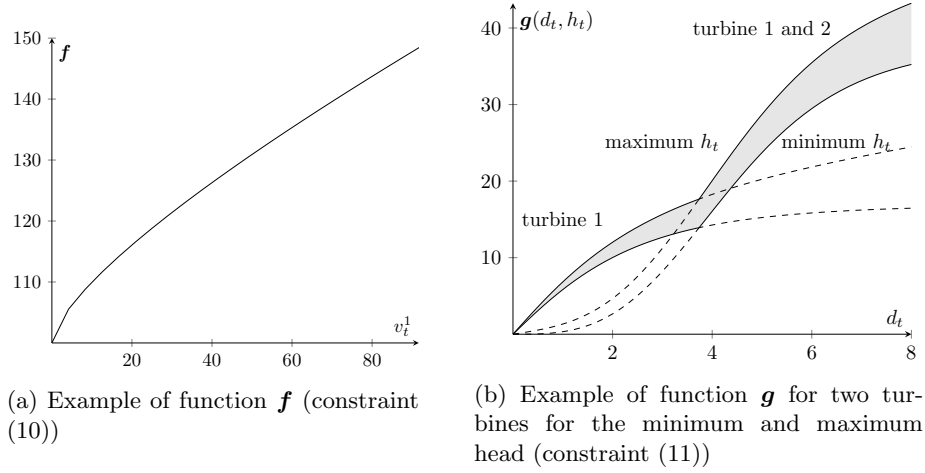 150
140
130
120
110
f
20
40
60
80
v_t^1
(a) Example of function f (constraint
(10))
40
30
20
10
g(d_t, h_t)
turbine 1 and 2
maximum h_t
minimum h_t
turbine 1
d_t
2
4
6
8
(b) Example of function g for two tur-
bines for the minimum and maximum
head (constraint (11))